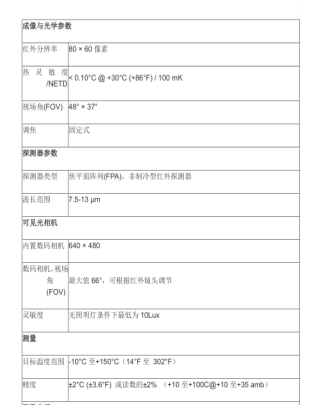 成像与光学参数
红外分辨率 80 × 60 像素
热灵敏度
/NETD < 0.10°C @ +30°C (+86°F) / 100 mK
视场角(FOV) 48° × 37°
调焦 固定式
探测器参数
探测器类型 焦平面阵列(FPA)，非制冷型红外探测器
波长范围 7.5-13 μm
可见光相机
内置数码相机 640 × 480
数码相机,视场
角 最大值 66°，可根据红外镜头调节
(FOV)
灵敏度 无照明灯条件下最低为 10Lux
测量
目标温度范围 -10°C 至+150°C（14°F 至 302°F）
精度 ±2°C (±3.6°F) 或读数的±2% （+10 至+100C@+10 至+35 amb）